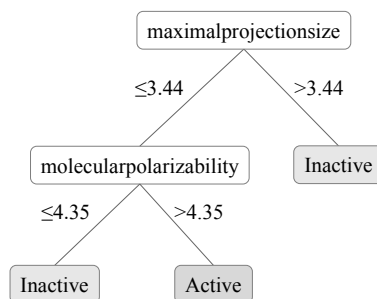 maximalprojectionsize
≤3.44 >3.44
molecularpolarizability Inactive
≤4.35 >4.35
Inactive Active